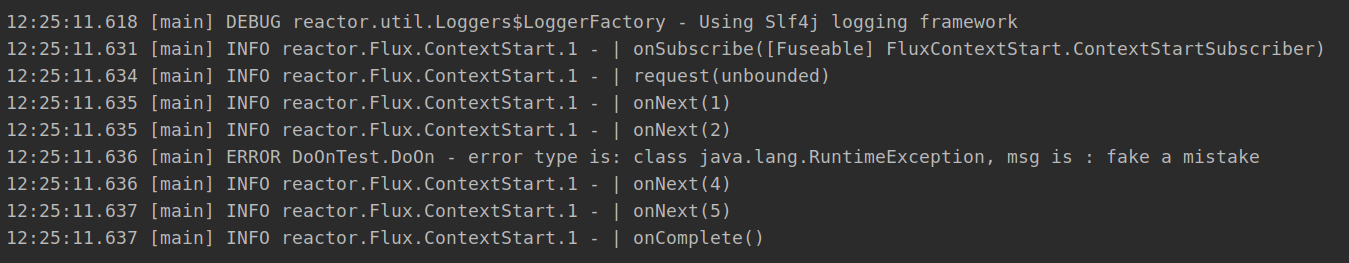 12:25:11.618 [main] DEBUG reactor.util.Loggers$LoggerFactory - Using Slf4j logging framework
12:25:11.631 [main] INFO reactor.Flux.ContextStart.1 - | onSubscribe([Fuseable] FluxContextStart.ContextStartSubscriber)
12:25:11.634 [main] INFO reactor.Flux.ContextStart.1 - | request(unbounded)
12:25:11.635 [main] INFO reactor.Flux.ContextStart.1 - | onNext(1)
12:25:11.635 [main] INFO reactor.Flux.ContextStart.1 - | onNext(2)
12:25:11.636 [main] ERROR DoOnTest.DoOn - error type is: class java.lang.RuntimeException, msg is : fake a mistake
12:25:11.636 [main] INFO reactor.Flux.ContextStart.1 - | onNext(4)
12:25:11.637 [main] INFO reactor.Flux.ContextStart.1 - | onNext(5)
12:25:11.637 [main] INFO reactor.Flux.ContextStart.1 - | onComplete()